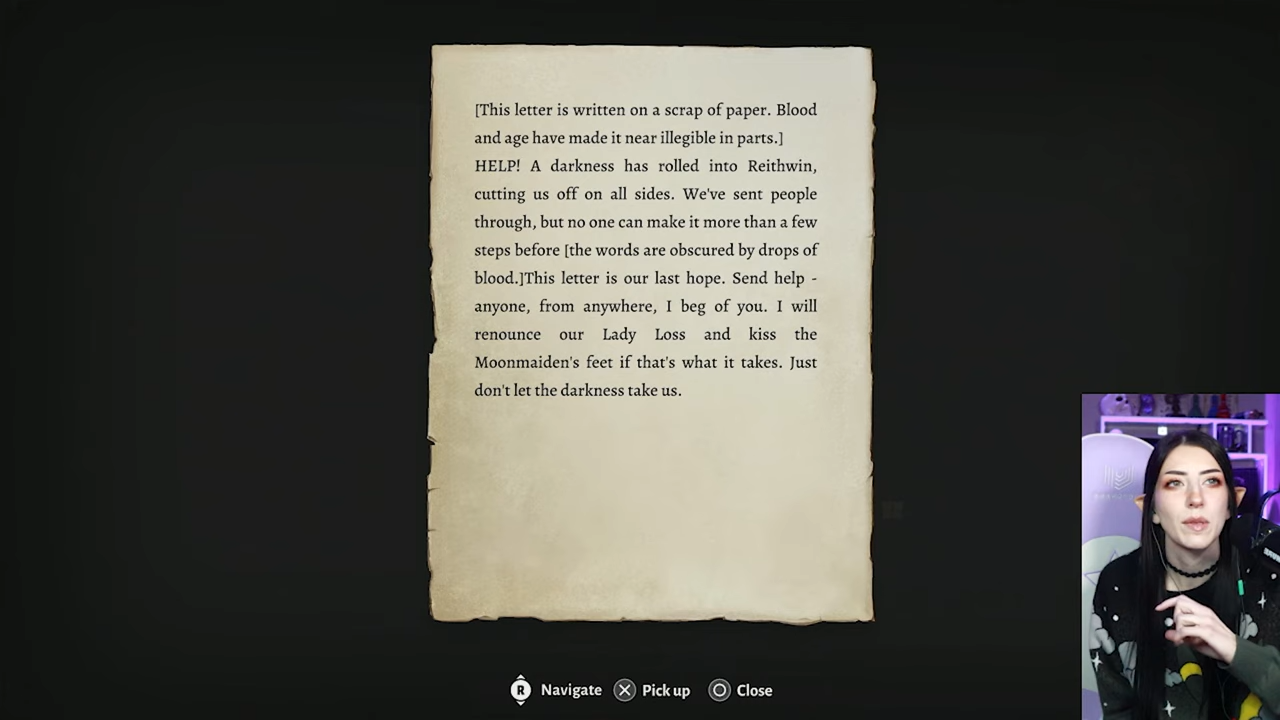 [This letter is written on a scrap of paper. Blood
and age have made it near illegible in parts.]
HELP! A darkness has rolled into Reithwin,
cutting us off on all sides. We've sent people
through, but no one can make it more than a few
steps before [the words are obscured by drops of
blood.]This letter is our last hope. Send help -
anyone, from anywhere, I beg of you. I will
renounce our Lady Loss and kiss the
Moonmaiden's feet if that's what it takes. Just
don't let the darkness take us.
R Navigate Pick up Close